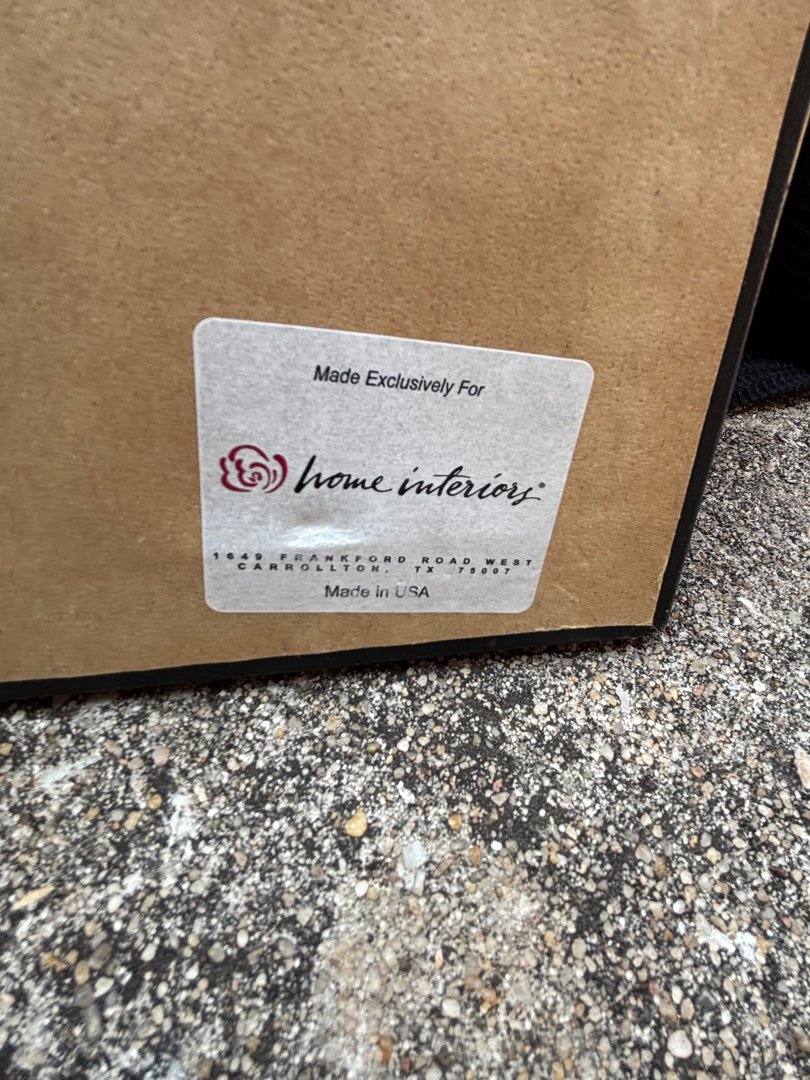 Made Exclusively For
home interiors®
1649 FRANKFORD ROAD WEST
CARROLLTON, TX 75007
Made in USA